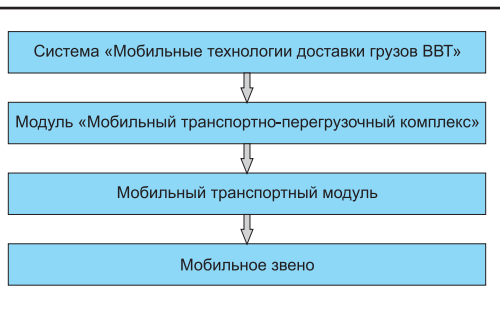 Система «Мобильные технологии доставки грузов ВВТ»
Модуль «Мобильный транспортно-перегрузочный комплекс»
Мобильный транспортный модуль
Мобильное звено